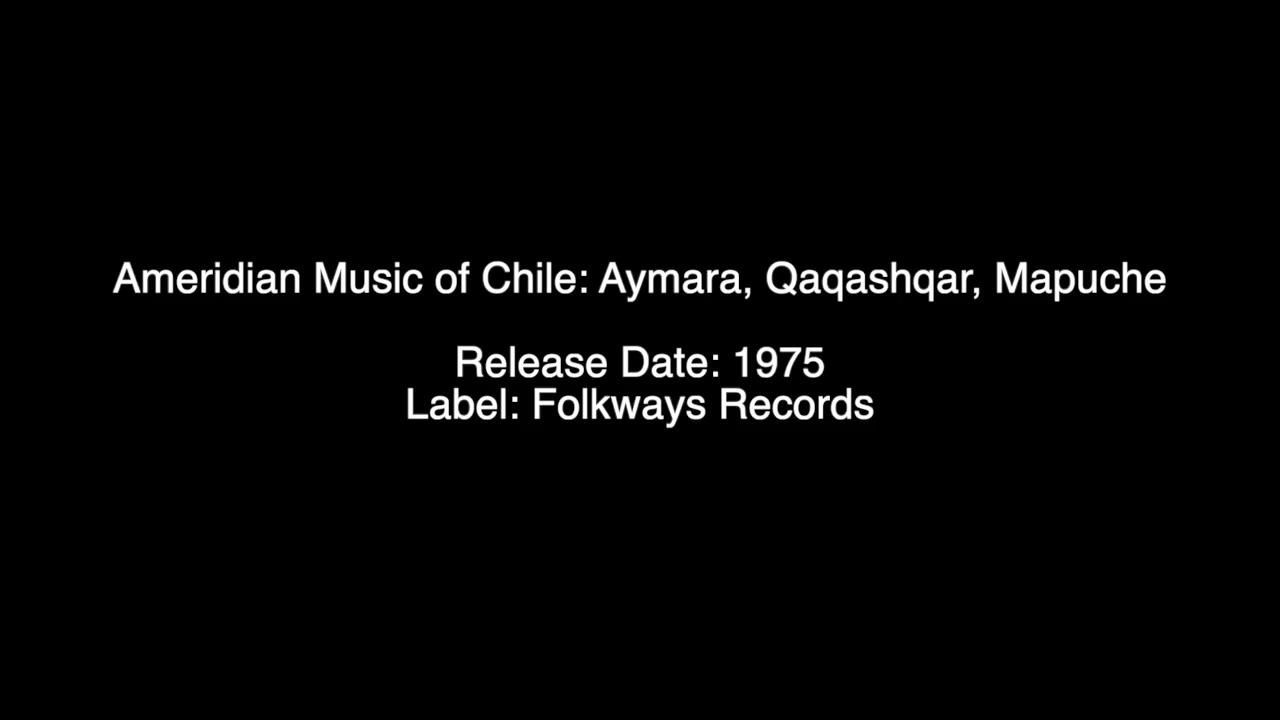 Ameridian Music of Chile: Aymara, Qaqashqar, Mapuche
Release Date: 1975
Label: Folkways Records